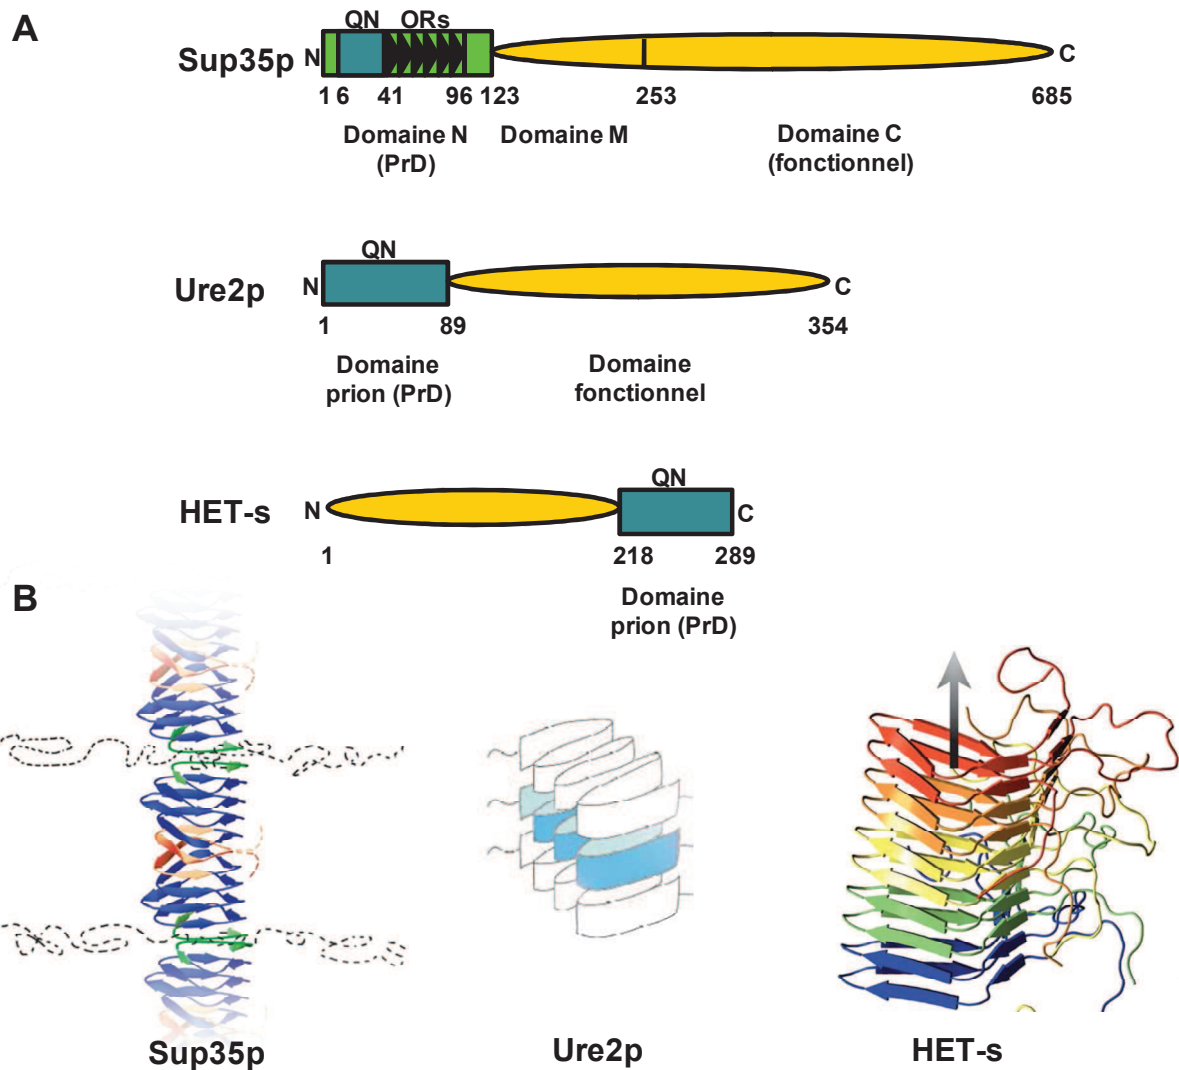 A
QN ORs
Sup35p N C
1 6 41 96 123 253 685
Domaine N Domaine M Domaine C
(PrD) (fonctionnel)
QN
Ure2p N C
1 89 354
Domaine Domaine
prion (PrD) fonctionnel
QN
HET-s N C
1 218 289
Domaine
prion (PrD)
B
Sup35p Ure2p HET-s